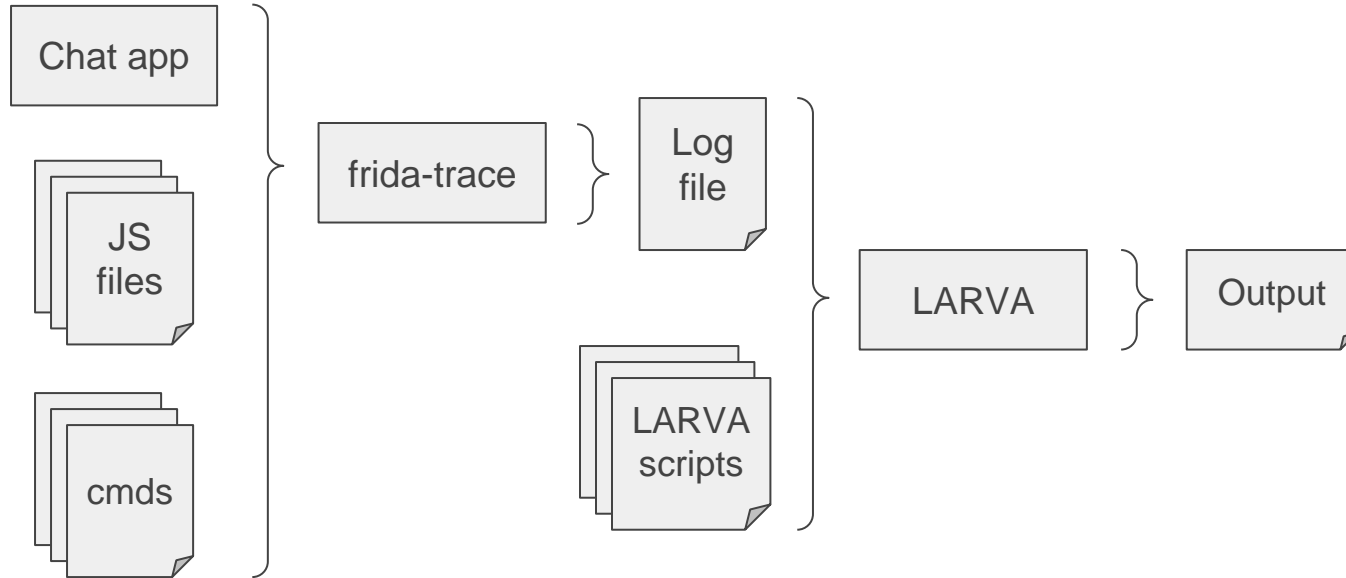 Chat app
JS
files
cmds
frida-trace
Log
file
LARVA
scripts
LARVA
Output